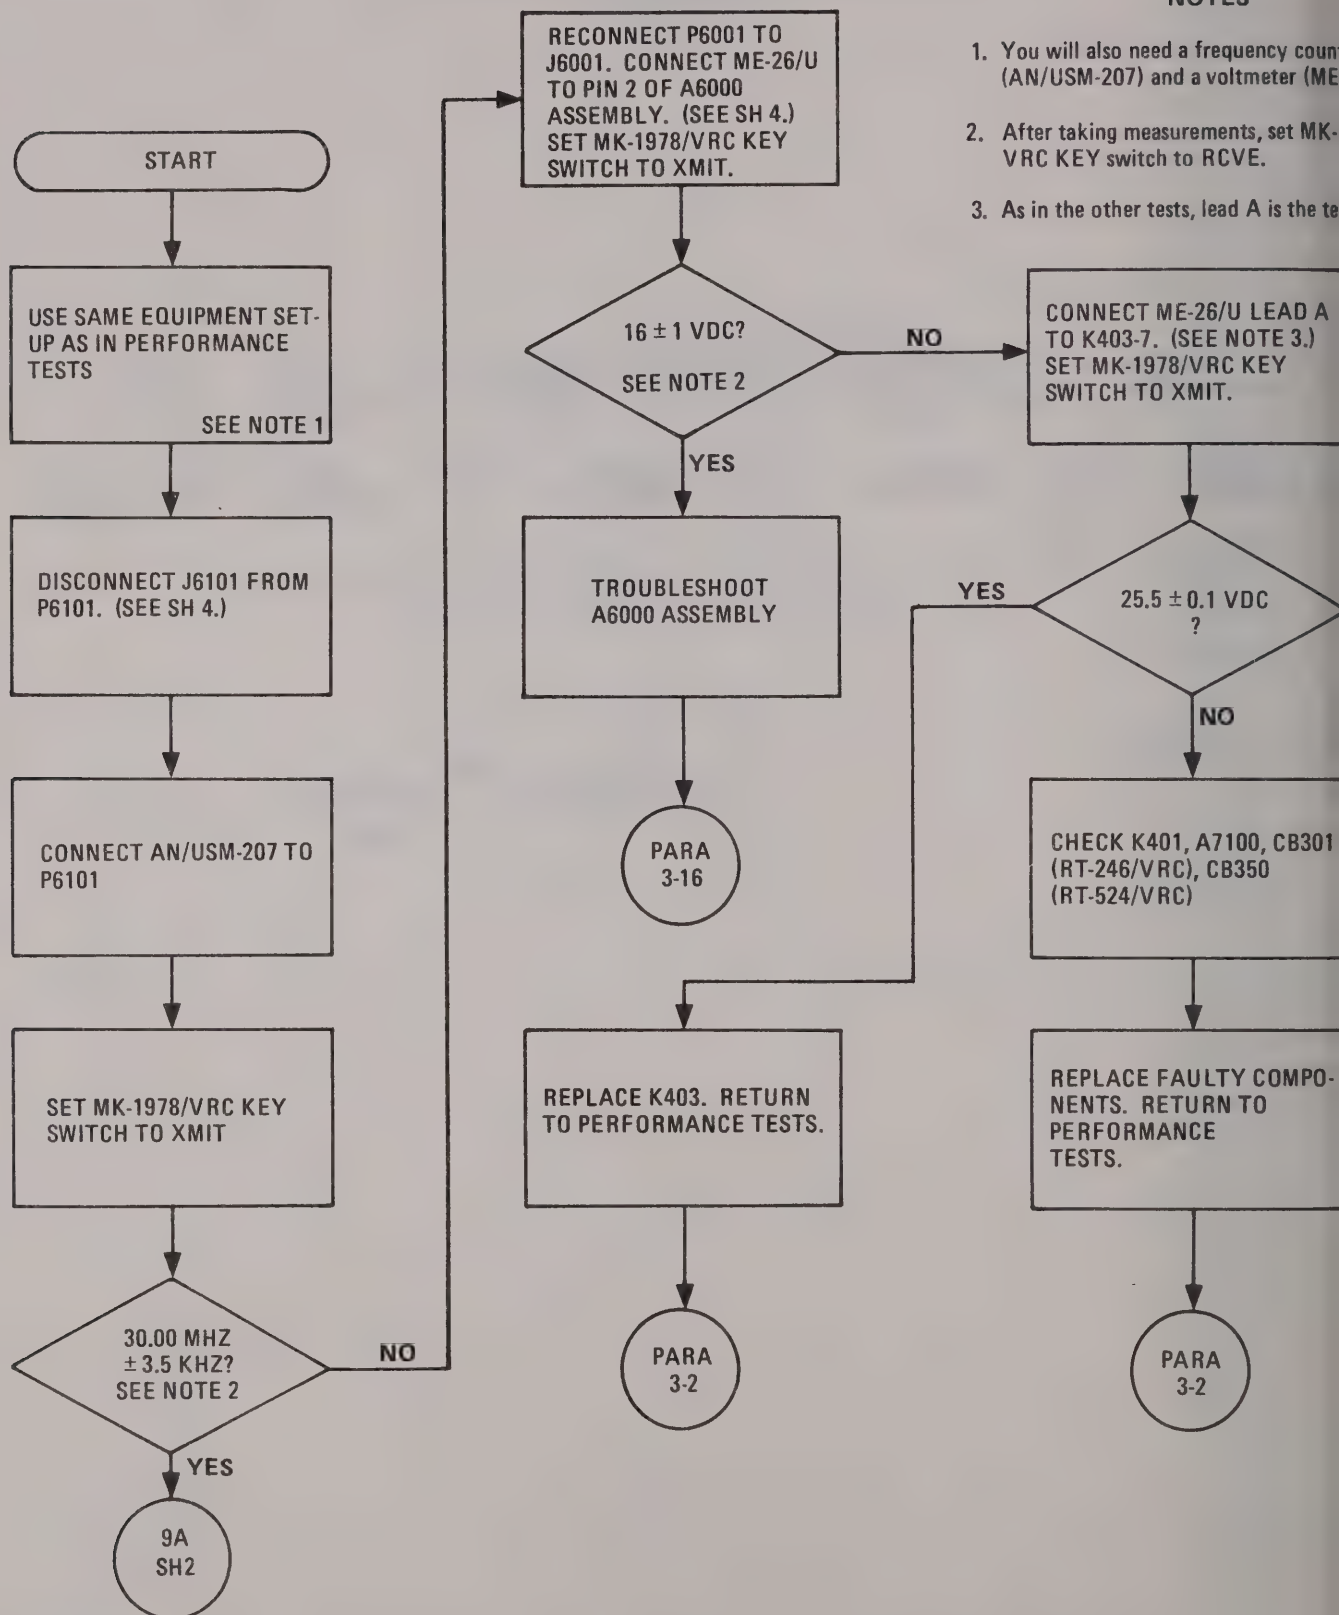 START
USE SAME EQUIPMENT SET-
UP AS IN PERFORMANCE
TESTS
SEE NOTE 1
DISCONNECT J6101 FROM
P6101. (SEE SH 4.)
CONNECT AN/USM-207 TO
P6101
SET MK-1978/VRC KEY
SWITCH TO XMIT
30.00 MHZ
± 3.5 KHZ?
SEE NOTE 2
NO
YES
9A
SH2
RECONNECT P6001 TO
J6001. CONNECT ME-26/U
TO PIN 2 OF A6000
ASSEMBLY. (SEE SH 4.)
SET MK-1978/VRC KEY
SWITCH TO XMIT.
16 ± 1 VDC?
SEE NOTE 2
NO
YES
TROUBLESHOOT
A6000 ASSEMBLY
PARA
3-16
YES
REPLACE K403. RETURN
TO PERFORMANCE TESTS.
PARA
3-2
NOTES
1. You will also need a frequency coun
(AN/USM-207) and a voltmeter (ME
2. After taking measurements, set MK-
VRC KEY switch to RCVE.
3. As in the other tests, lead A is the te
CONNECT ME-26/U LEAD A
TO K403-7. (SEE NOTE 3.)
SET MK-1978/VRC KEY
SWITCH TO XMIT.
25.5 ± 0.1 VDC
?
NO
CHECK K401, A7100, CB301
(RT-246/VRC), CB350
(RT-524/VRC)
REPLACE FAULTY COMPO-
NENTS. RETURN TO
PERFORMANCE
TESTS.
PARA
3-2